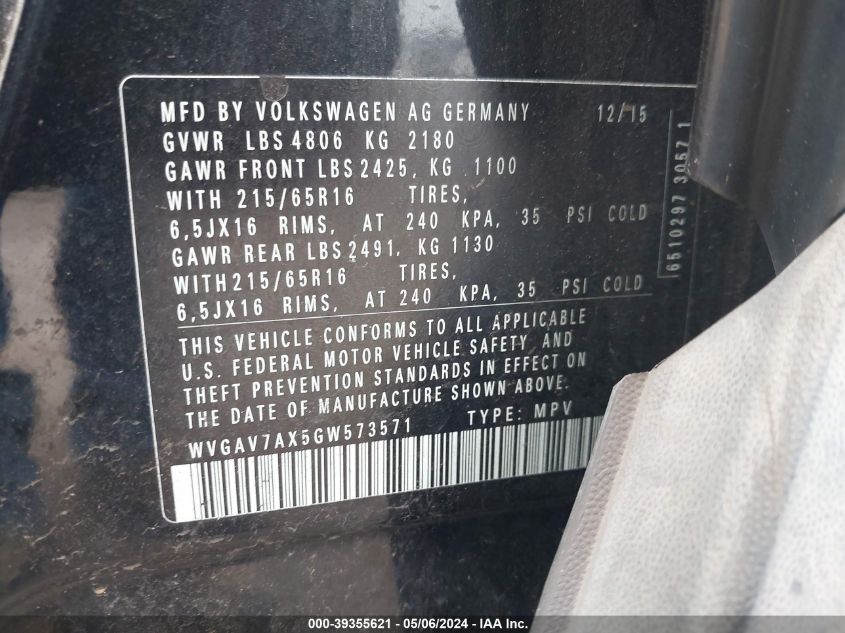 MFD BY VOLKSWAGEN AG GERMANY 12/15
GVWR LBS 4806 KG 2180
GAWR FRONT LBS 2425, KG 1100
WITH 215/65R16 TIRES,
6,5JX16 RIMS, AT 240 KPA, 35 PSI COLD
GAWR REAR LBS 2491, KG 1130
WITH 215/65R16 TIRES,
6,5JX16 RIMS, AT 240 KPA, 35 PSI COLD
THIS VEHICLE CONFORMS TO ALL APPLICABLE
U.S. FEDERAL MOTOR VEHICLE SAFETY, AND
THEFT PREVENTION STANDARDS IN EFFECT ON
THE DATE OF MANUFACTURE SHOWN ABOVE.
WVGAV7AX5GW573571 TYPE: MPV
6510297 3057 1
000-39355621 - 05/06/2024 - IAA Inc.